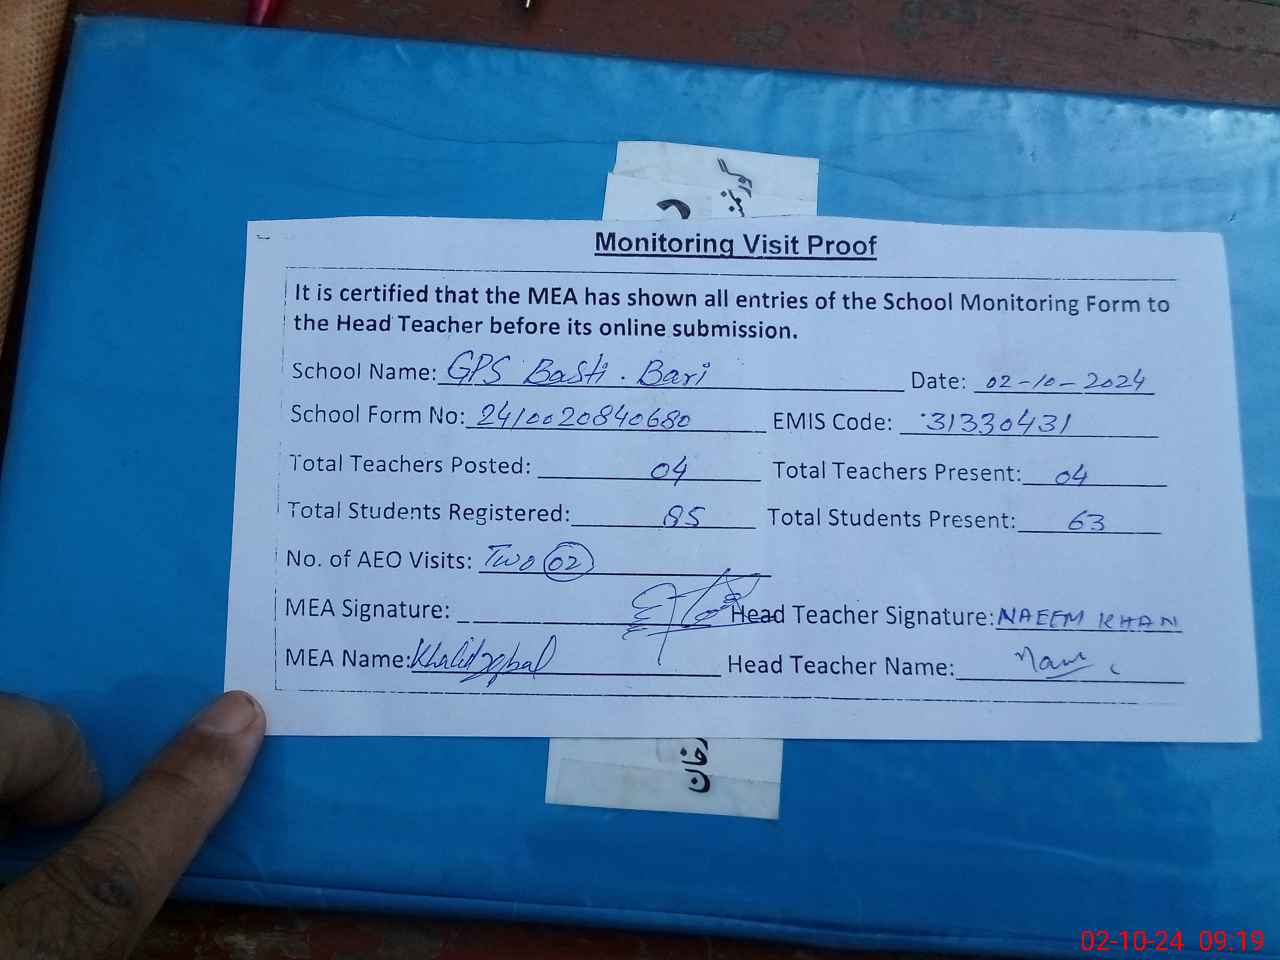 گورنمنٹ
Monitoring Visit Proof
It is certified that the MEA has shown all entries of the School Monitoring Form to
the Head Teacher before its online submission.
School Name: GPS Basti. Bari Date: 02-10-2024
School Form No: 2410020840680 EMIS Code: 31330431
Total Teachers Posted: 04 Total Teachers Present: 04
Total Students Registered: 85 Total Students Present: 63
No. of AEO Visits: Two 02
MEA Signature: Head Teacher Signature: NAEEM KHAN
MEA Name: Khalid Iqbal Head Teacher Name:
02-10-24 09:19